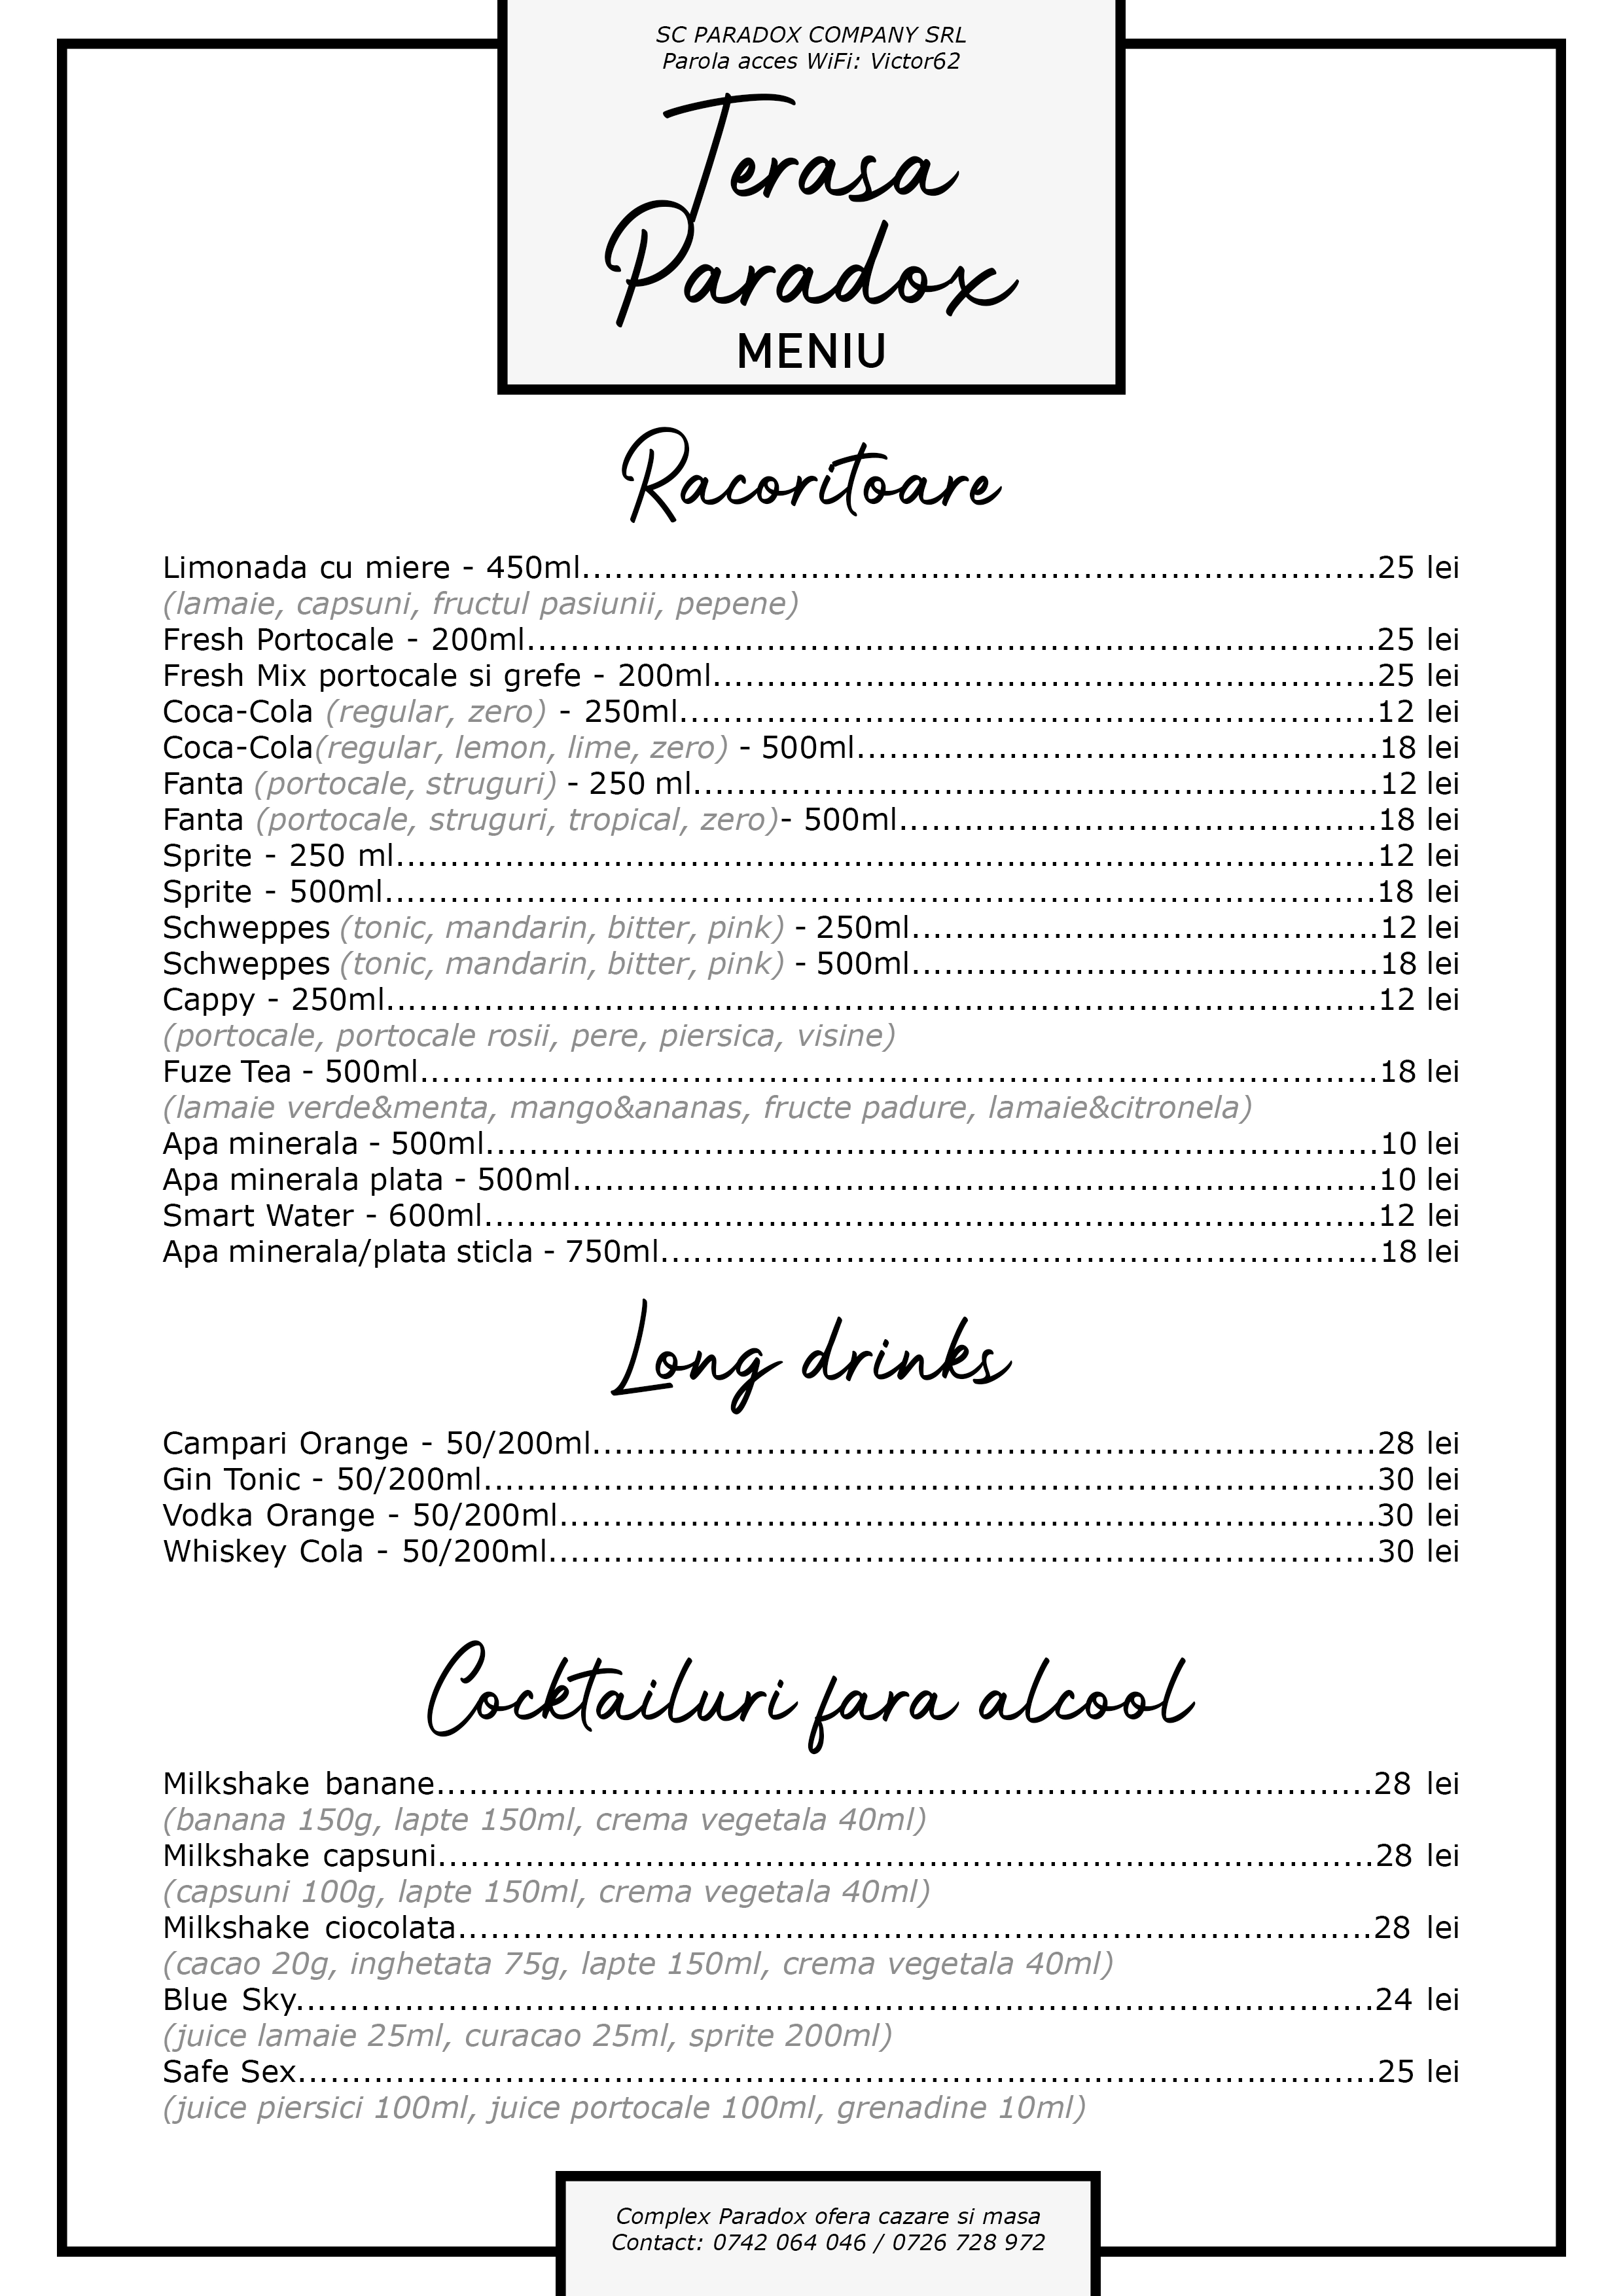 SC PARADOX COMPANY SRL
Parola acces WiFi: Victor62
Terasa
Paradox
MENIU
Racoritoare
Limonada cu miere - 450ml........................................................................................25 lei
(lamaie, capsuni, fructul pasiunii, pepene)
Fresh Portocale - 200ml..............................................................................................25 lei
Fresh Mix portocale si grefe - 200ml.........................................................................25 lei
Coca-Cola (regular, zero) - 250ml.............................................................................12 lei
Coca-Cola(regular, lemon, lime, zero) - 500ml.........................................................18 lei
Fanta (portocale, struguri) - 250 ml...........................................................................12 lei
Fanta (portocale, struguri, tropical, zero)- 500ml.....................................................18 lei
Sprite - 250 ml............................................................................................................12 lei
Sprite - 500ml.............................................................................................................18 lei
Schweppes (tonic, mandarin, bitter, pink) - 250ml...................................................12 lei
Schweppes (tonic, mandarin, bitter, pink) - 500ml...................................................18 lei
Cappy - 250ml.............................................................................................................12 lei
(portocale, portocale rosii, pere, piersica, visine)
Fuze Tea - 500ml.........................................................................................................18 lei
(lamaie verde&menta, mango&ananas, fructe padure, lamaie&citronela)
Apa minerala - 500ml..................................................................................................10 lei
Apa minerala plata - 500ml.........................................................................................10 lei
Smart Water - 600ml...................................................................................................12 lei
Apa minerala/plata sticla - 750ml...............................................................................18 lei
Long drinks
Campari Orange - 50/200ml......................................................................................28 lei
Gin Tonic - 50/200ml..................................................................................................30 lei
Vodka Orange - 50/200ml..........................................................................................30 lei
Whiskey Cola - 50/200ml...........................................................................................30 lei
Cocktailuri fara alcool
Milkshake banane.......................................................................................................28 lei
(banana 150g, lapte 150ml, crema vegetala 40ml)
Milkshake capsuni.......................................................................................................28 lei
(capsuni 100g, lapte 150ml, crema vegetala 40ml)
Milkshake ciocolata.....................................................................................................28 lei
(cacao 20g, inghetata 75g, lapte 150ml, crema vegetala 40ml)
Blue Sky.......................................................................................................................24 lei
(juice lamaie 25ml, curacao 25ml, sprite 200ml)
Safe Sex.......................................................................................................................25 lei
(juice piersici 100ml, juice portocale 100ml, grenadine 10ml)
Complex Paradox ofera cazare si masa
Contact: 0742 064 046 / 0726 728 972